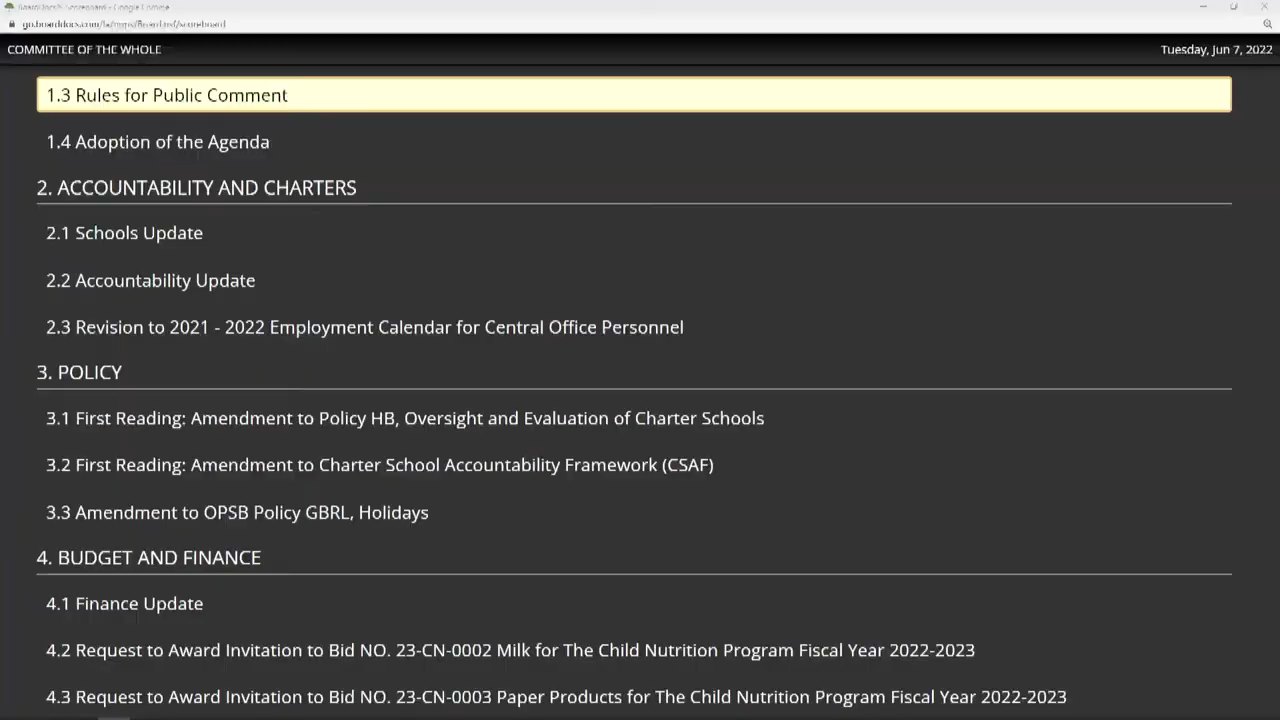 COMMITTEE OF THE WHOLE
Tuesday, Jun 7, 2022
1.3 Rules for Public Comment
1.4 Adoption of the Agenda
2. ACCOUNTABILITY AND CHARTERS
2.1 Schools Update
2.2 Accountability Update
2.3 Revision to 2021 - 2022 Employment Calendar for Central Office Personnel
3. POLICY
3.1 First Reading: Amendment to Policy HB, Oversight and Evaluation of Charter Schools
3.2 First Reading: Amendment to Charter School Accountability Framework (CSAF)
3.3 Amendment to OPSB Policy GBRL, Holidays
4. BUDGET AND FINANCE
4.1 Finance Update
4.2 Request to Award Invitation to Bid NO. 23-CN-0002 Milk for The Child Nutrition Program Fiscal Year 2022-2023
4.3 Request to Award Invitation to Bid NO. 23-CN-0003 Paper Products for The Child Nutrition Program Fiscal Year 2022-2023